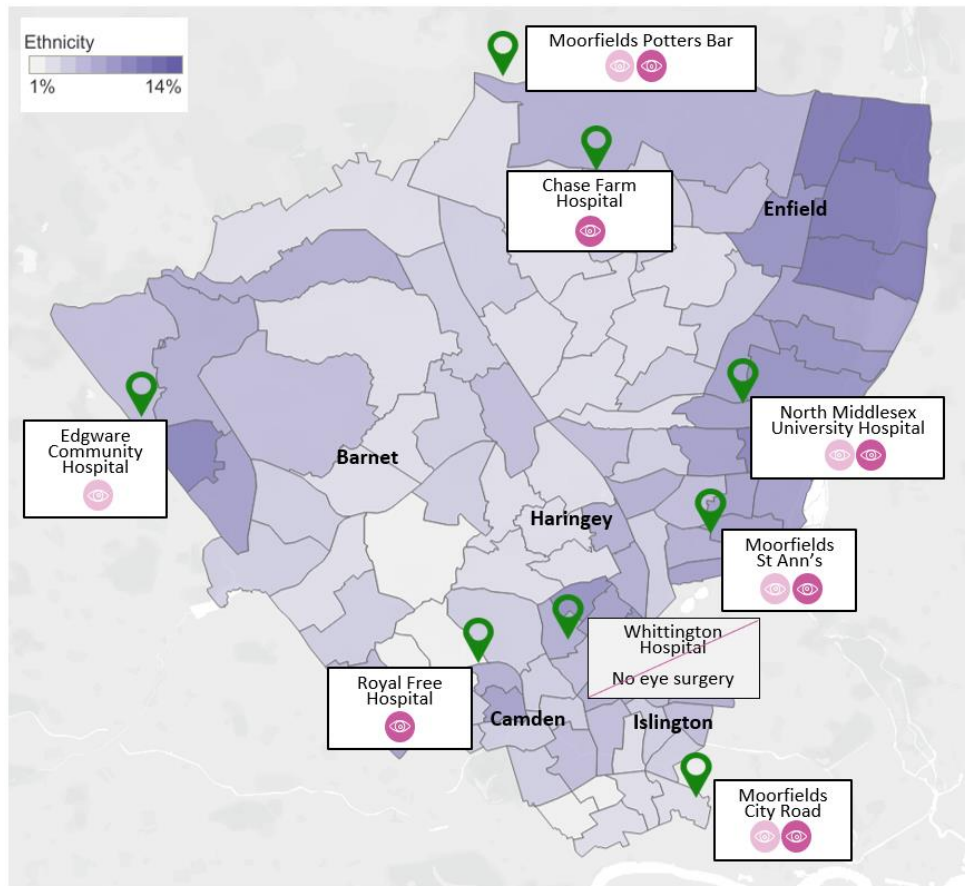 Ethnicity
1% 14%
Moorfields Potters Bar
Chase Farm
Hospital
Enfield
Edgware
Community
Hospital
Barnet
North Middlesex
University Hospital
Haringey
Moorfields
St Ann's
Whittington
Hospital
No eye surgery
Royal Free
Hospital
Camden
Islington
Moorfields
City Road